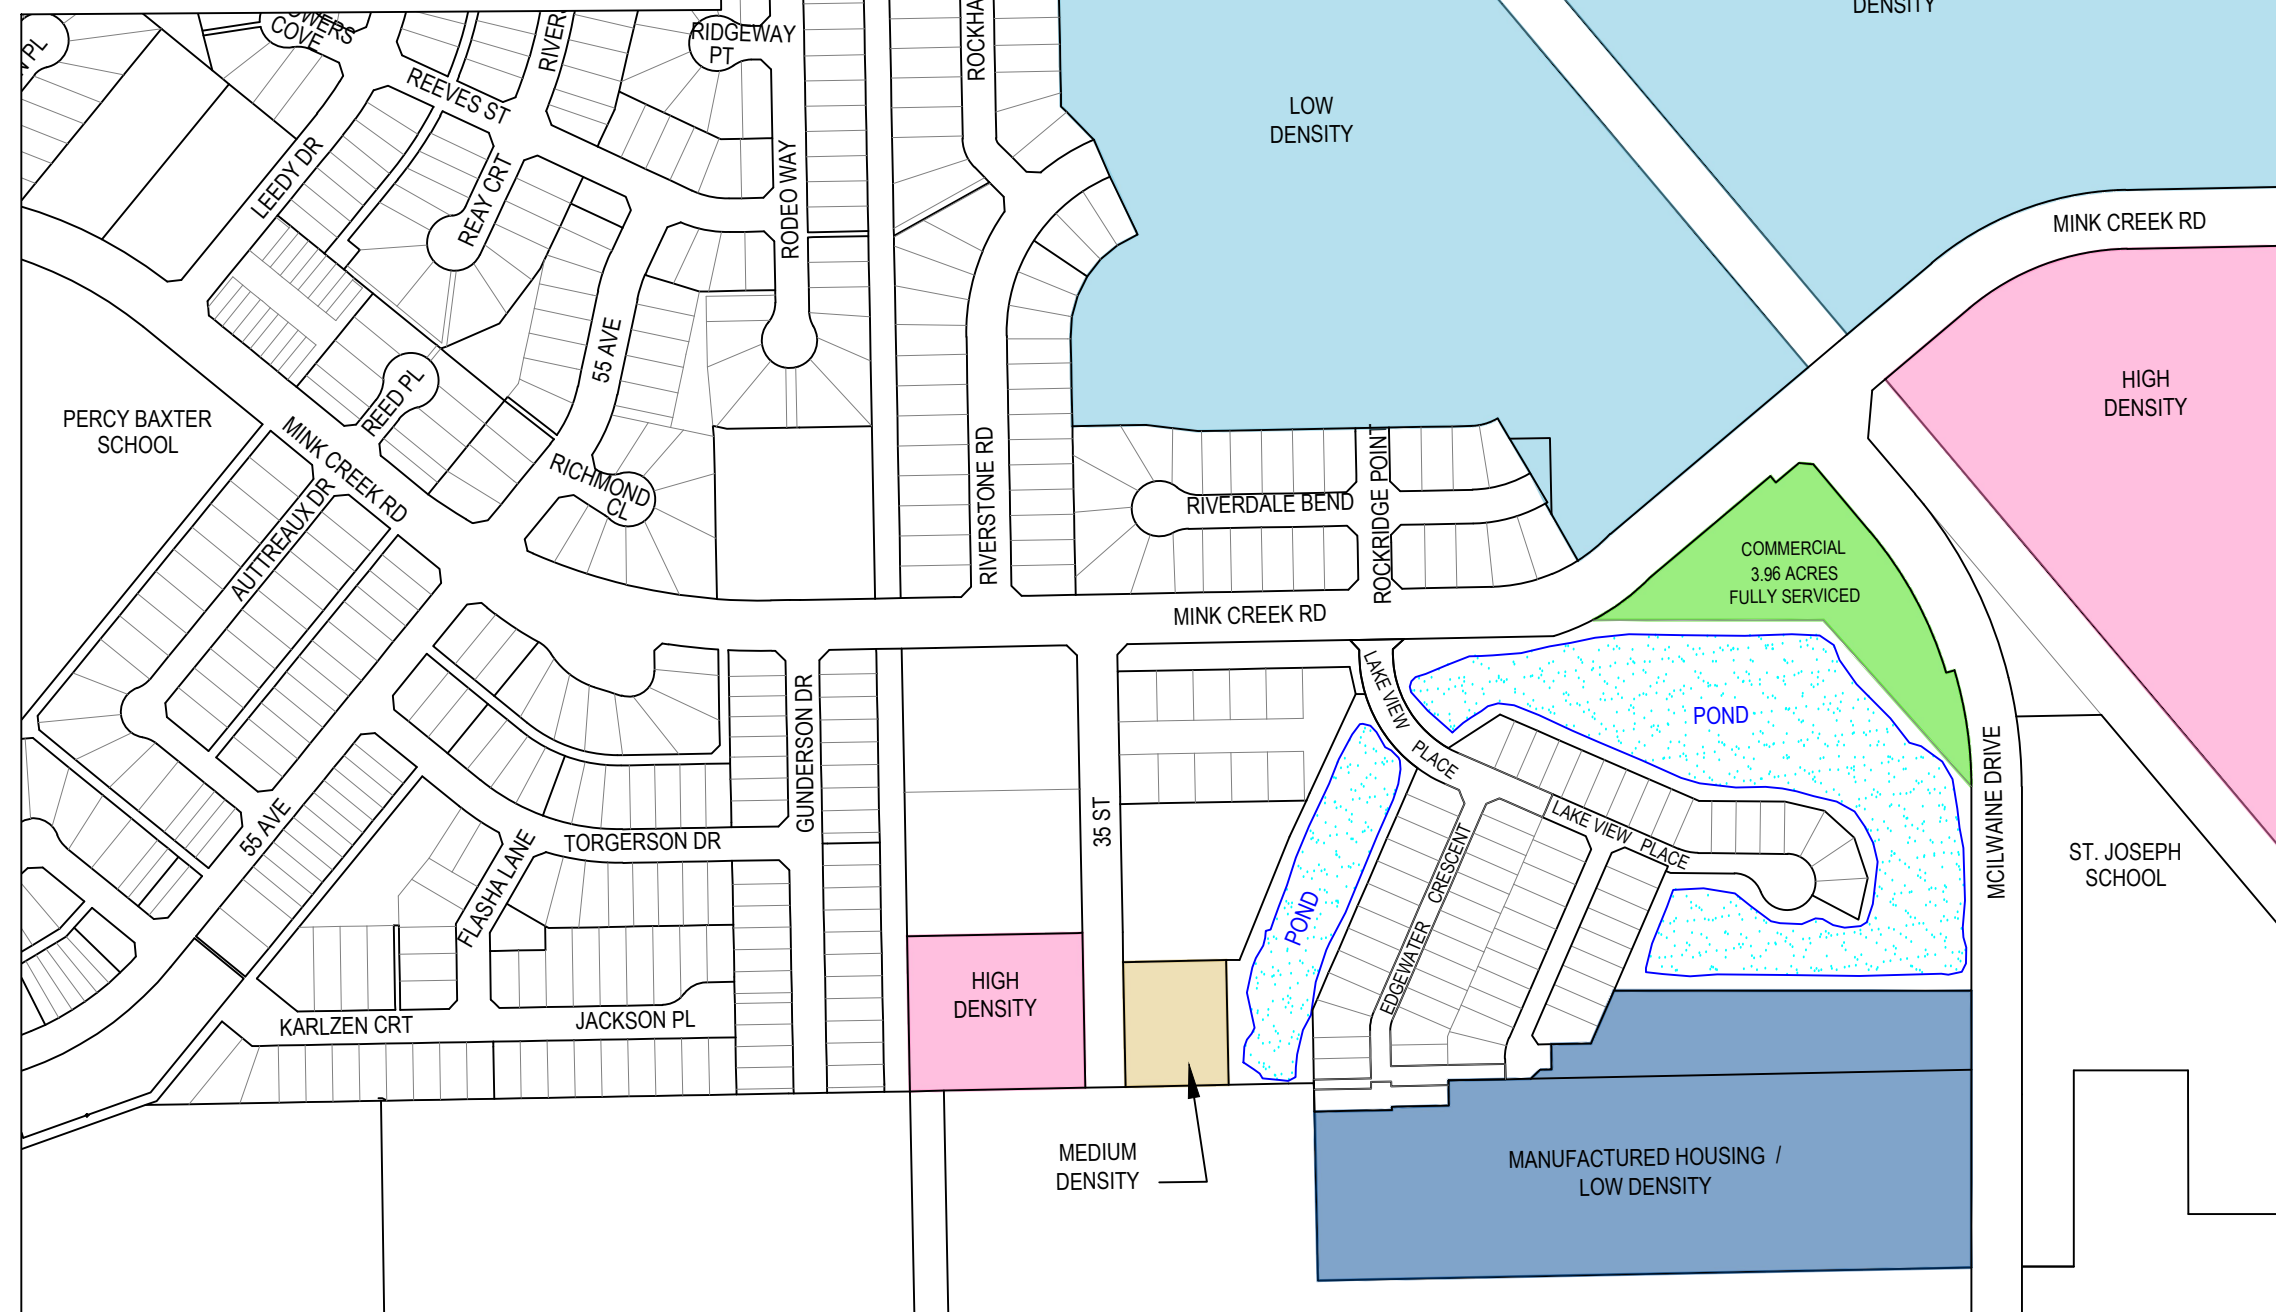 DENSITY
COVE
RIDGEWAY
PT
REEVES ST
LOW
DENSITY
LEEDY DR
REAY CRT
RODEO WAY
MINK CREEK RD
55 AVE
REED PL
HIGH
DENSITY
PERCY BAXTER
SCHOOL
MINK CREEK RD
RICHMOND
CL
AUTTREAUX DR
RIVERSTONE RD
RIVERDALE BEND
ROCKRIDGE POINT
COMMERCIAL
3.96 ACRES
FULLY SERVICED
MINK CREEK RD
LAKE VIEW PLACE
POND
GUNDERSON DR
MCILWAINE DRIVE
55 AVE
TORGERSON DR
35 ST
LAKE VIEW PLACE
EDGEWATER CRESCENT
ST. JOSEPH
SCHOOL
FLASHA LANE
POND
HIGH
DENSITY
KARLZEN CRT
JACKSON PL
MEDIUM
DENSITY
MANUFACTURED HOUSING /
LOW DENSITY